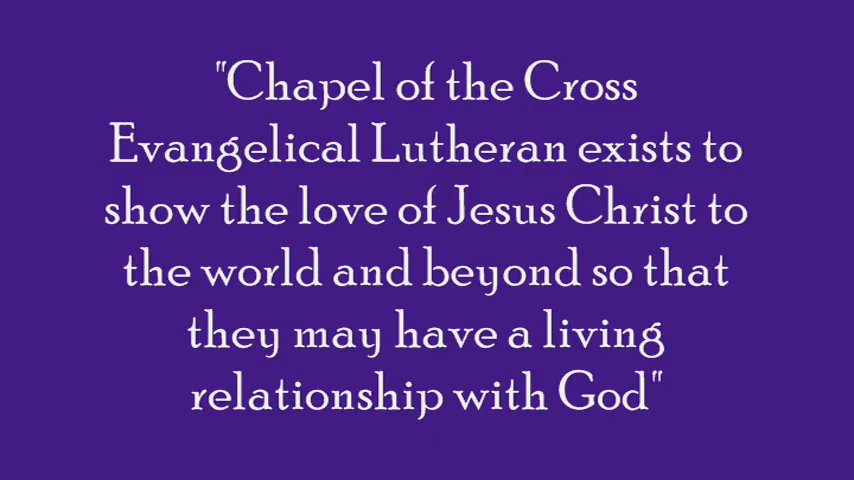 "Chapel of the Cross
Evangelical Lutheran exists to
show the love of Jesus Christ to
the world and beyond so that
they may have a living
relationship with God"